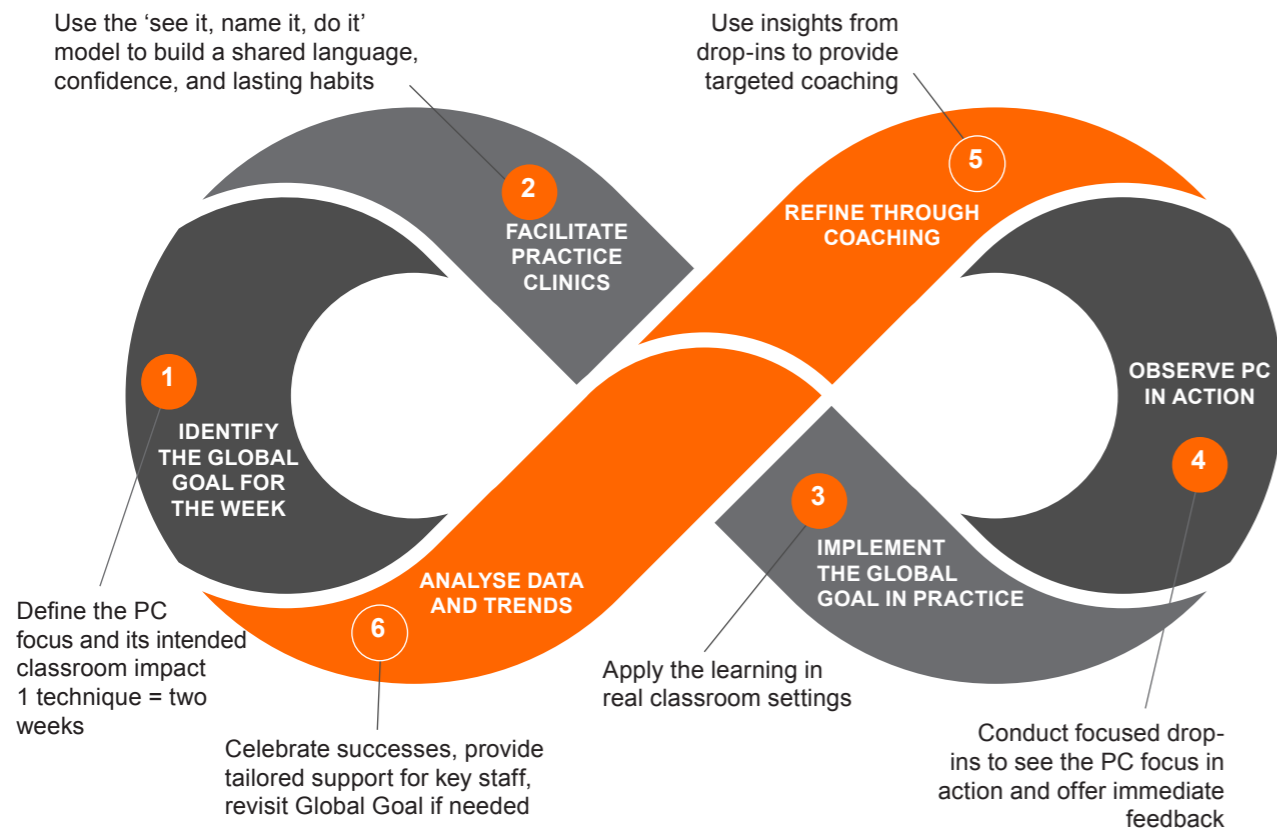 Use the ‘see it, name it, do it’
model to build a shared language,
confidence, and lasting habits
Use insights from
drop-ins to provide
targeted coaching
1
IDENTIFY
THE GLOBAL
GOAL FOR
THE WEEK
2
FACILITATE
PRACTICE
CLINICS
5
REFINE THROUGH
COACHING
OBSERVE PC
IN ACTION
4
3
IMPLEMENT
THE GLOBAL
GOAL IN PRACTICE
ANALYSE DATA
AND TRENDS
6
Define the PC
focus and its intended
classroom impact
1 technique = two
weeks
Celebrate successes, provide
tailored support for key staff,
revisit Global Goal if needed
Apply the learning in
real classroom settings
Conduct focused drop-
ins to see the PC focus in
action and offer immediate
feedback